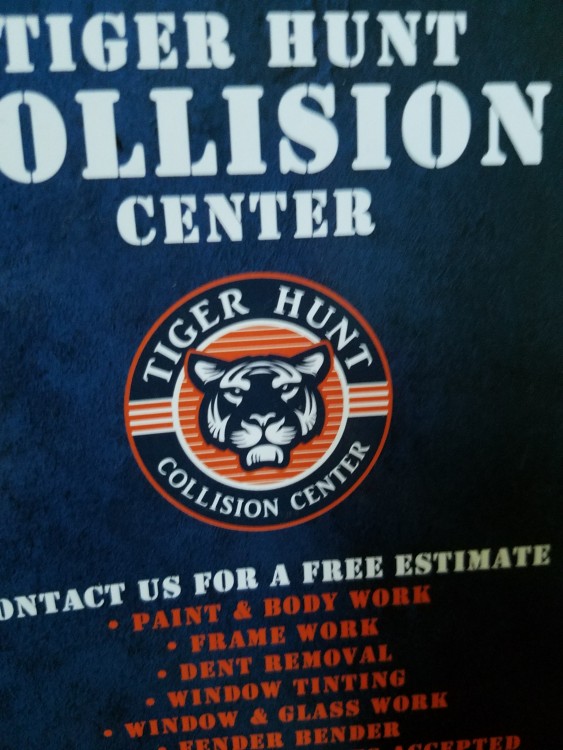 TIGER HUNT
OLLISION
CENTER
TIGER HUNT
COLLISION CENTER
ONTACT US FOR A FREE ESTIMATE
• PAINT & BODY WORK
• FRAME WORK
• DENT REMOVAL
• WINDOW TINTING
• WINDOW & GLASS WORK
• FENDER BENDER
ACCEPTED